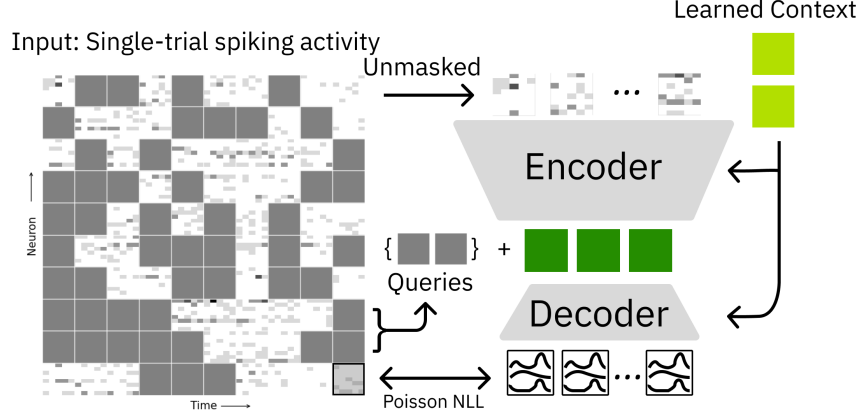 Learned Context
Input: Single-trial spiking activity
Unmasked
...
Encoder
Neuron
{ } +
Queries
Decoder
...
Poisson NLL
Time